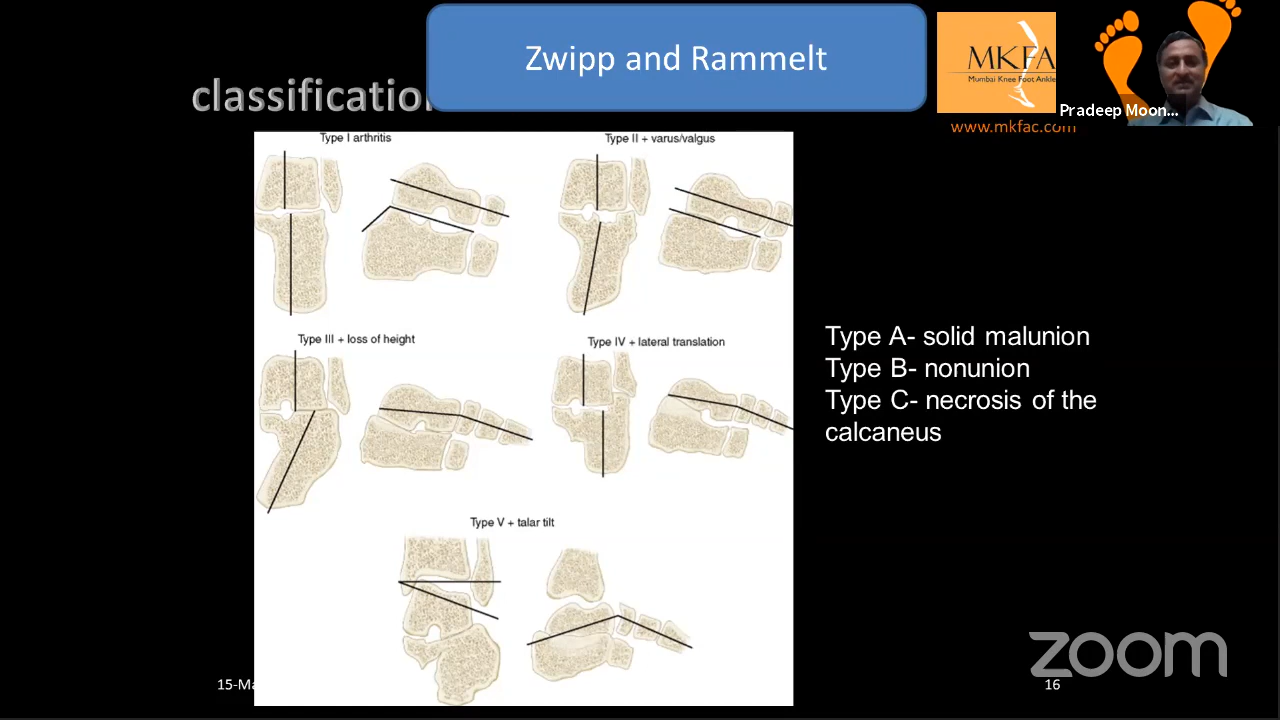 Zwipp and Rammelt
classification
MKFA
Mumbai Knee Foot Ankle
Pradeep Moon...
www.mkfac.com
Type I arthritis
Type II + varus/valgus
Type III + loss of height
Type IV + lateral translation
Type V + talar tilt
Type A- solid malunion
Type B- nonunion
Type C- necrosis of the
calcaneus
15-Ma
16
zoom